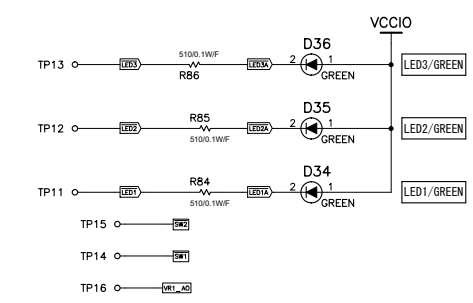 VCCIO
D36
510/0.1W/F
TP13 LED3 LED3A 2 1 LED3/GREEN
R86 GREEN
D35
R85
TP12 LED2 LED2A 2 1 LED2/GREEN
510/0.1W/F GREEN
D34
R84
TP11 LED1 LED1A 2 1 LED1/GREEN
510/0.1W/F GREEN
TP15 SW2
TP14 SW1
TP16 VR1_AO